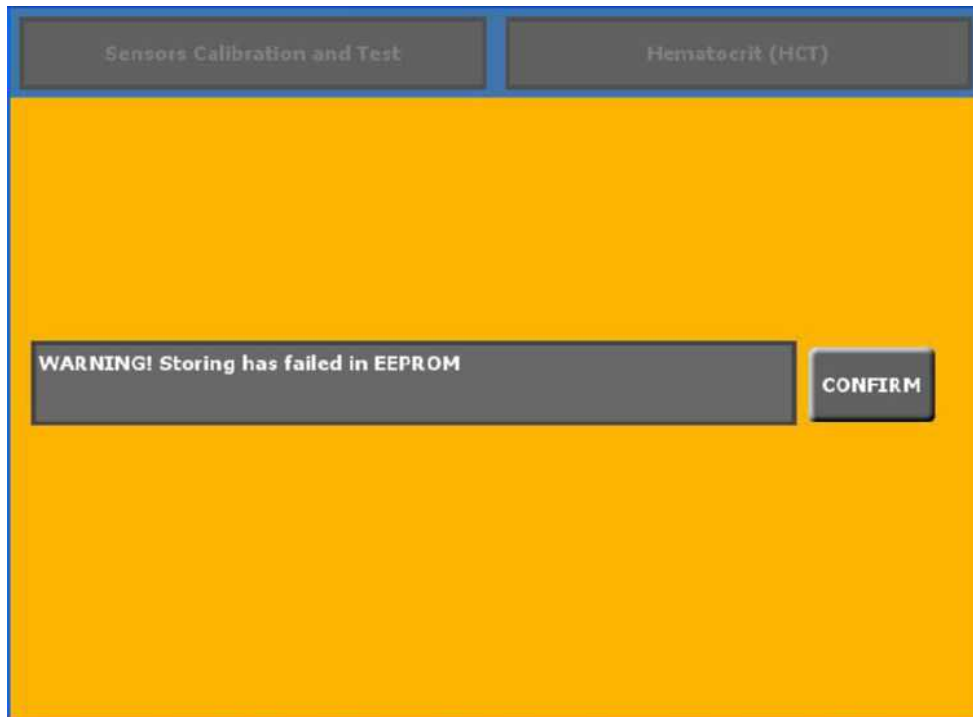 Sensors Calibration and Test
Hematocrit (HCT)
WARNING! Storing has failed in EEPROM
CONFIRM